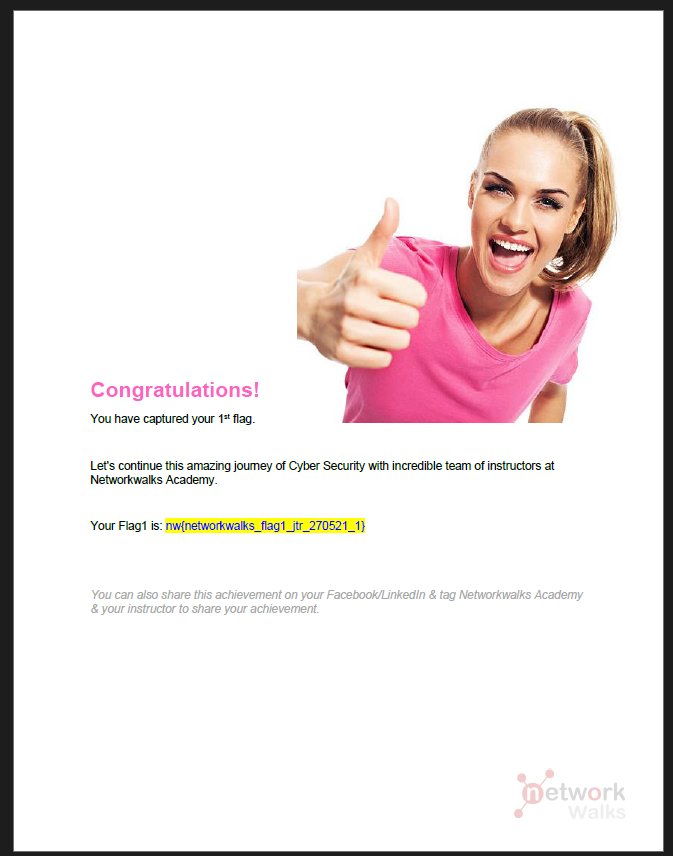 Congratulations!
You have captured your 1st flag.
Let's continue this amazing journey of Cyber Security with incredible team of instructors at
Networkwalks Academy.
Your Flag1 is: nw{networkwalks_flag1_jtr_270521_1}
You can also share this achievement on your Facebook/LinkedIn & tag Networkwalks Academy
& your instructor to share your achievement.
network
Walks